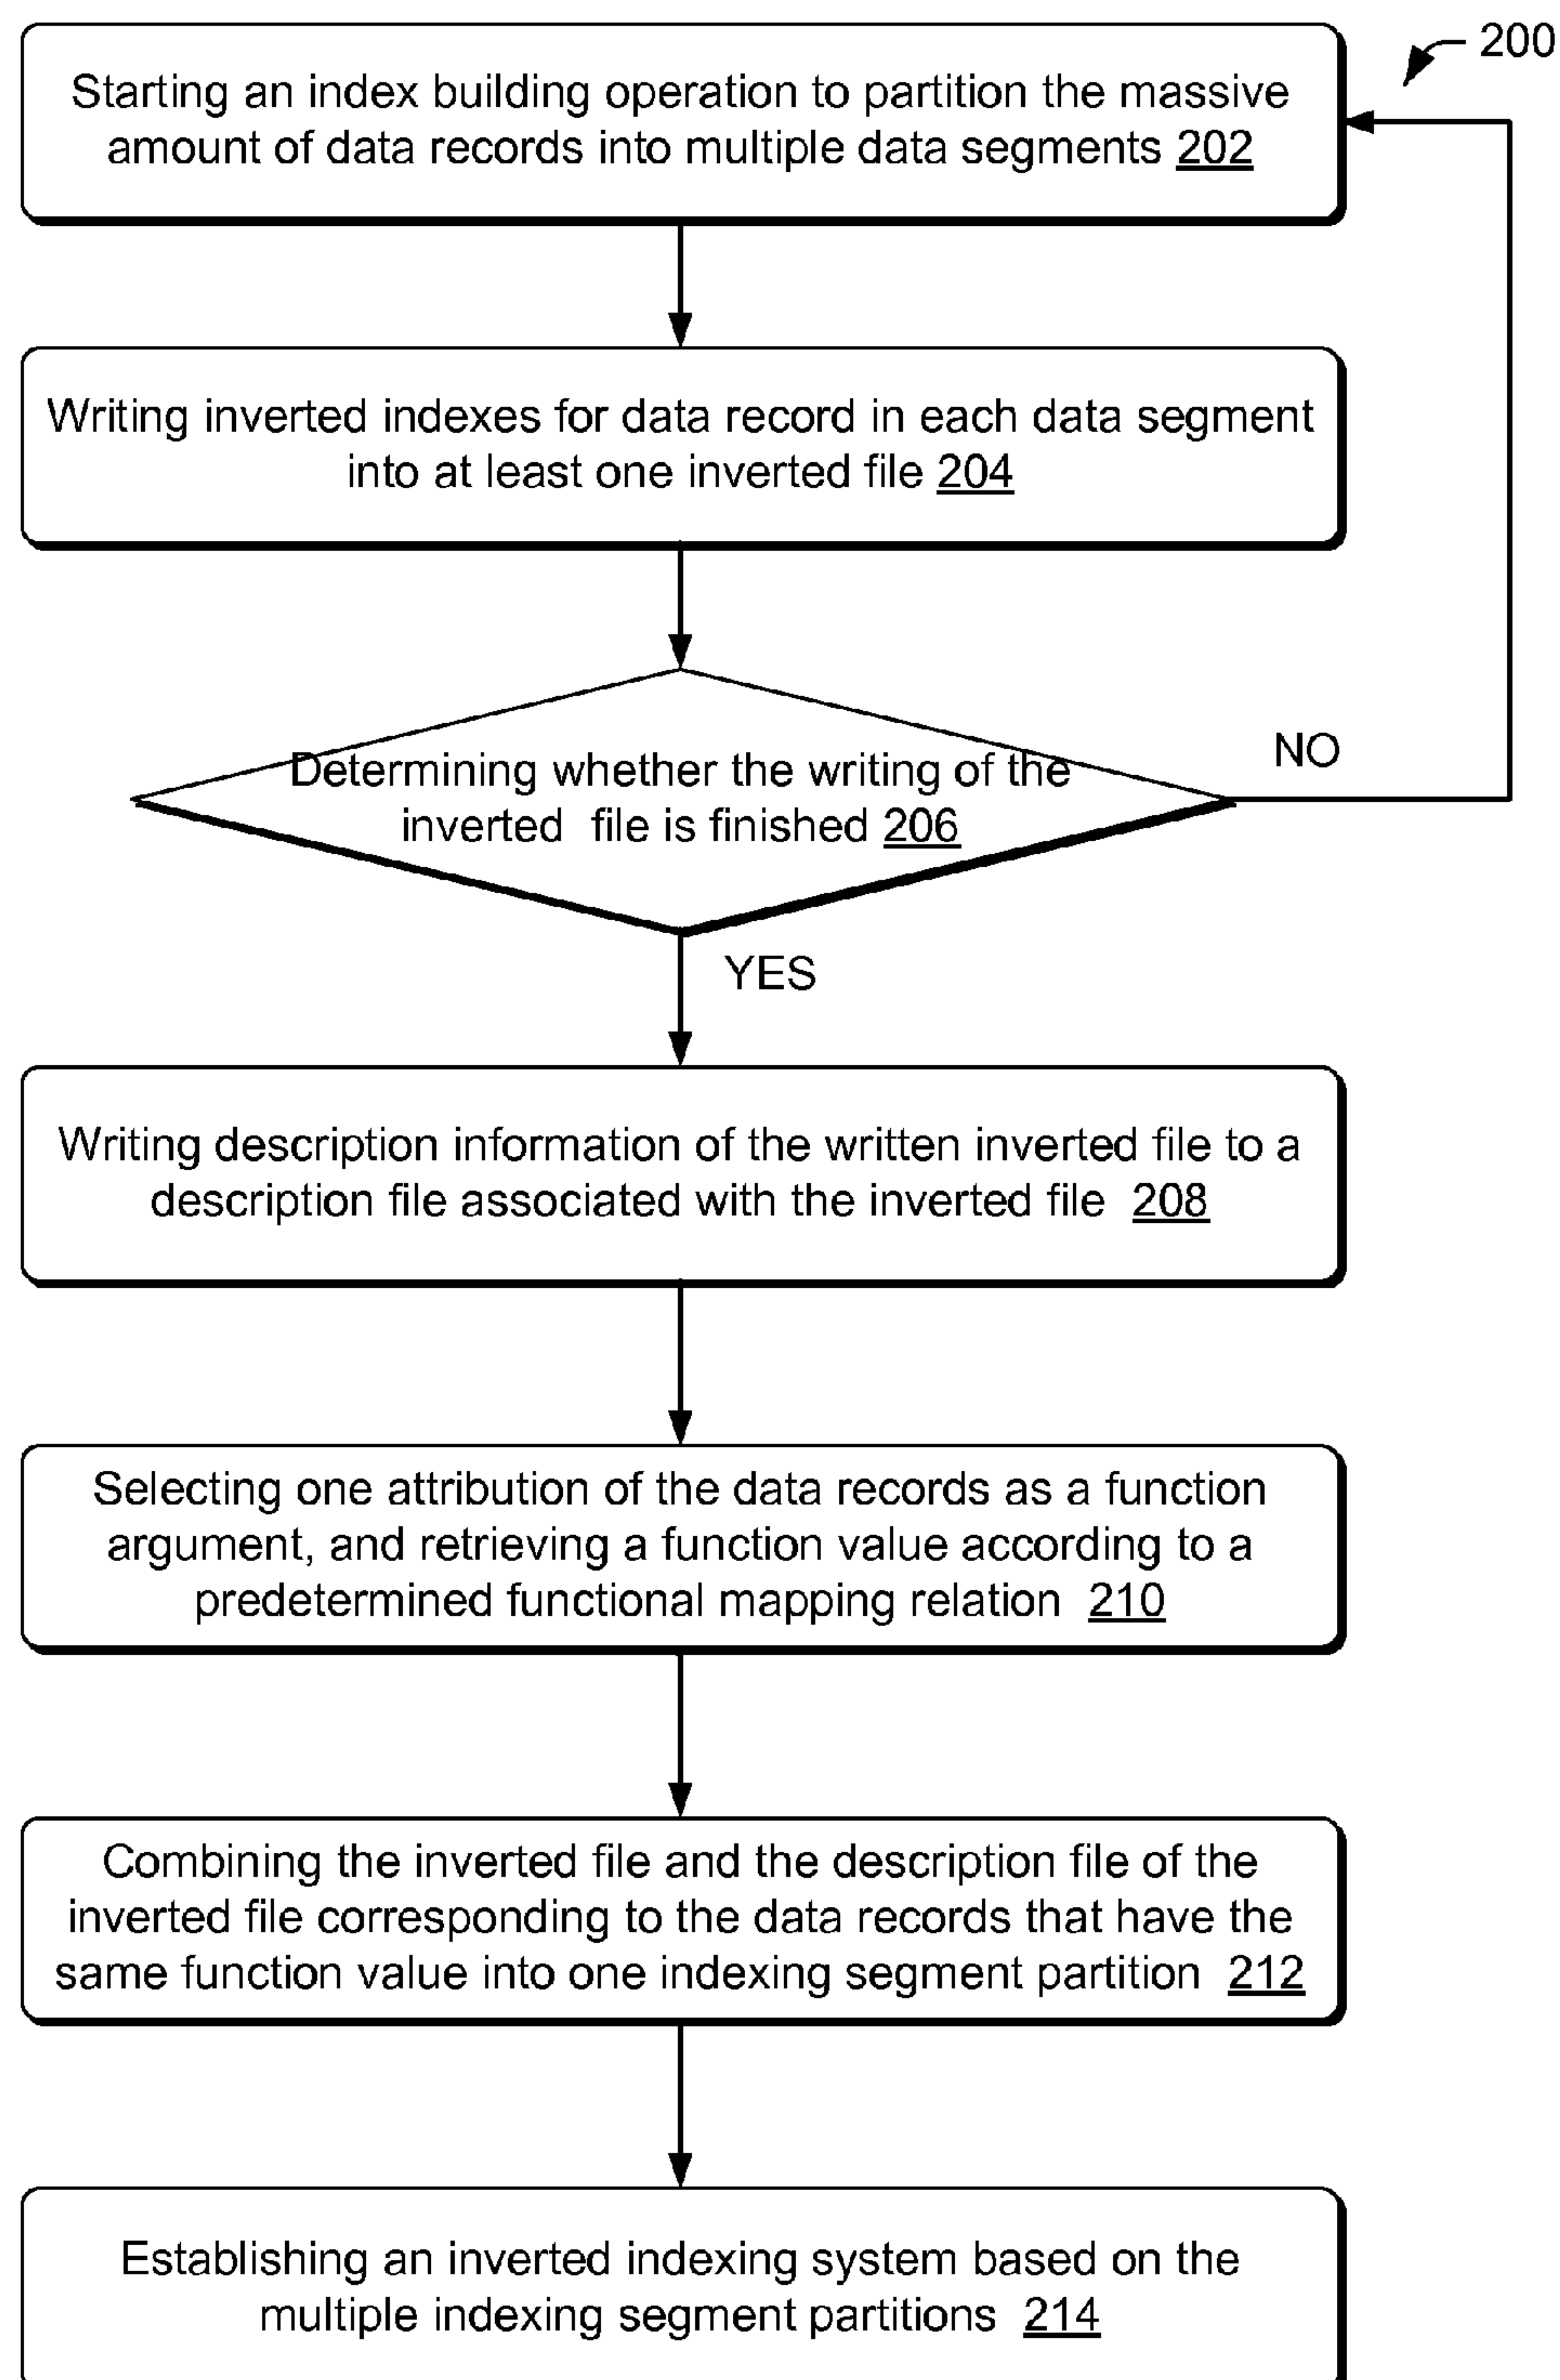 200
Starting an index building operation to partition the massive
amount of data records into multiple data segments 202
Writing inverted indexes for data record in each data segment
into at least one inverted file 204
Determining whether the writing of the
inverted file is finished 206
NO
YES
Writing description information of the written inverted file to a
description file associated with the inverted file 208
Selecting one attribution of the data records as a function
argument, and retrieving a function value according to a
predetermined functional mapping relation 210
Combining the inverted file and the description file of the
inverted file corresponding to the data records that have the
same function value into one indexing segment partition 212
Establishing an inverted indexing system based on the
multiple indexing segment partitions 214